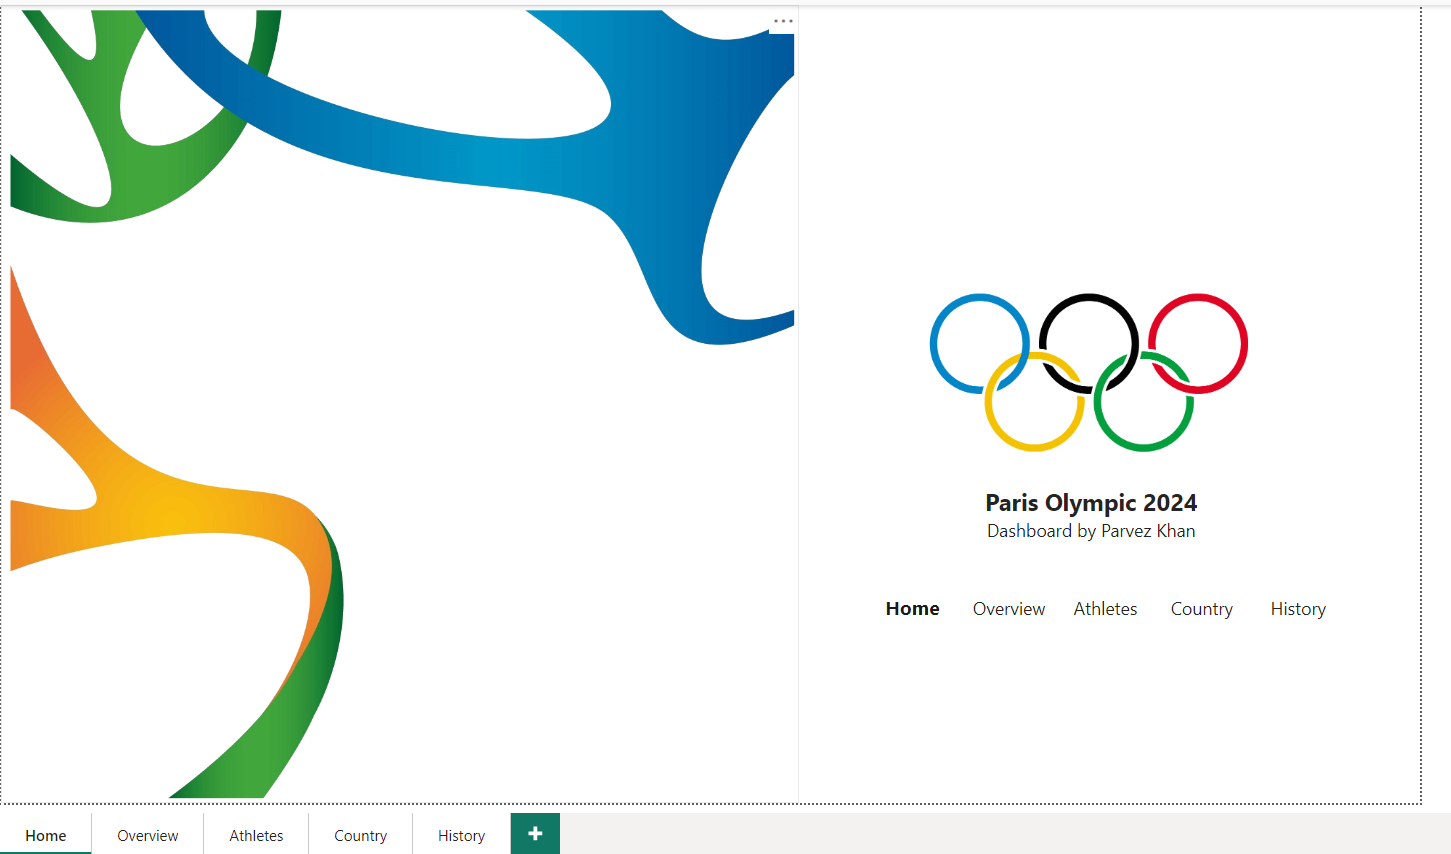 Paris Olympic 2024
Dashboard by Parvez Khan
Home Overview Athletes Country History
Home Overview Athletes Country History